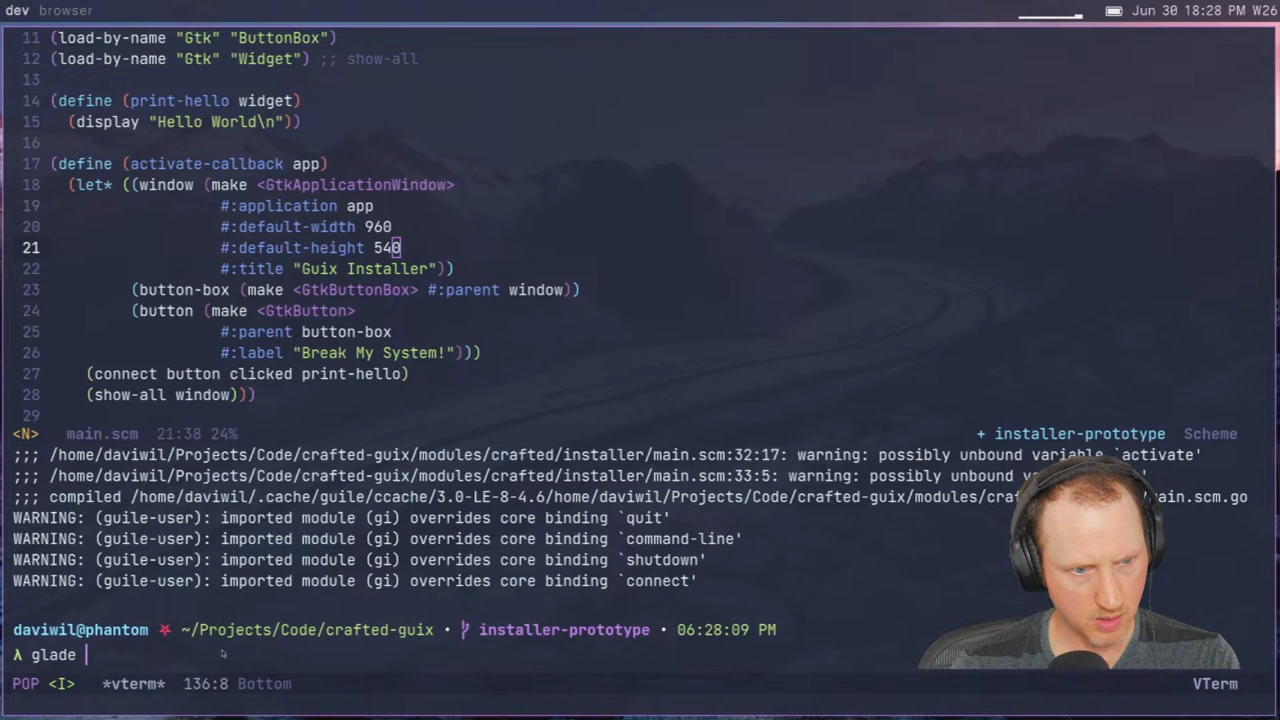 dev browser Jun 30 18:28 PM W26
11 (load-by-name "Gtk" "ButtonBox")
12 (load-by-name "Gtk" "Widget") ;; show-all
13
14 (define (print-hello widget)
15 (display "Hello World\n"))
16
17 (define (activate-callback app)
18 (let* ((window (make <GtkApplicationWindow>
19 #:application app
20 #:default-width 960
21 #:default-height 540
22 #:title "Guix Installer"))
23 (button-box (make <GtkButtonBox> #:parent window))
24 (button (make <GtkButton>
25 #:parent button-box
26 #:label "Break My System!")))
27 (connect button clicked print-hello)
28 (show-all window)))
29
<N> main.scm 21:38 24% + installer-prototype Scheme
;;; /home/daviwil/Projects/Code/crafted-guix/modules/crafted/installer/main.scm:32:17: warning: possibly unbound variable `activate'
;;; /home/daviwil/Projects/Code/crafted-guix/modules/crafted/installer/main.scm:33:5: warning: possibly unbound
;;; compiled /home/daviwil/.cache/guile/ccache/3.0-LE-8-4.6/home/daviwil/Projects/Code/crafted-guix/modules/ main.scm.go
WARNING: (guile-user): imported module (gi) overrides core binding `quit'
WARNING: (guile-user): imported module (gi) overrides core binding `command-line'
WARNING: (guile-user): imported module (gi) overrides core binding `shutdown'
WARNING: (guile-user): imported module (gi) overrides core binding `connect'
daviwil@phantom ~/Projects/Code/crafted-guix • installer-prototype • 06:28:09 PM
λ glade
POP <I> *vterm* 136:8 Bottom VTerm